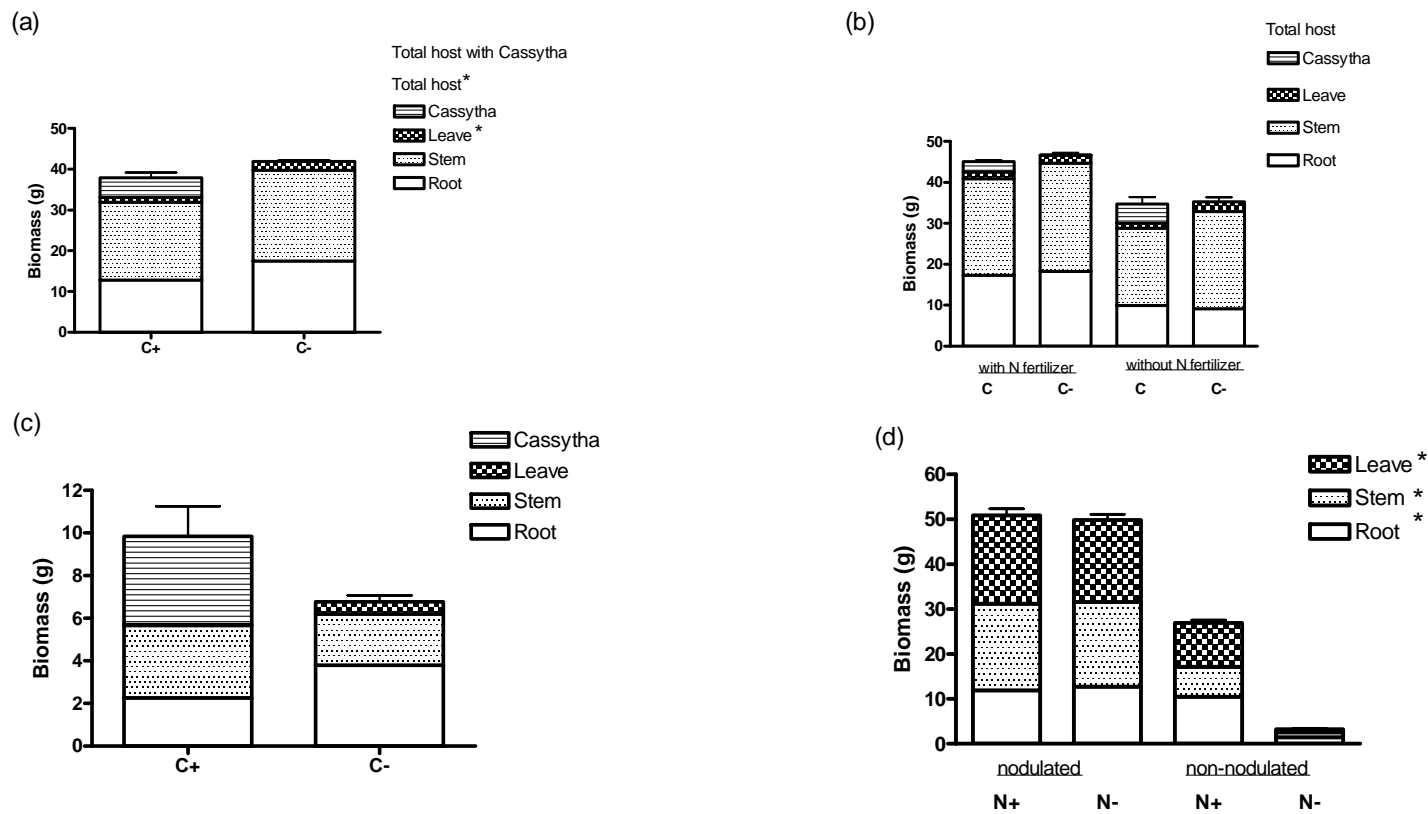 (a)
Total host with Cassytha
Total host*
Cassytha
Leave*
Stem
Root
50
40
30
20
10
0
Biomass (g)
C+ C-
(b)
Total host
Cassytha
Leave
Stem
Root
50
40
30
20
10
0
Biomass (g)
with N fertilizer without N fertilizer
C C- C C-
(c)
Cassytha
Leave
Stem
Root
12
10
8
6
4
2
0
Biomass (g)
C+ C-
(d)
Leave *
Stem *
Root *
60
50
40
30
20
10
0
Biomass (g)
nodulated non-nodulated
N+ N- N+ N-